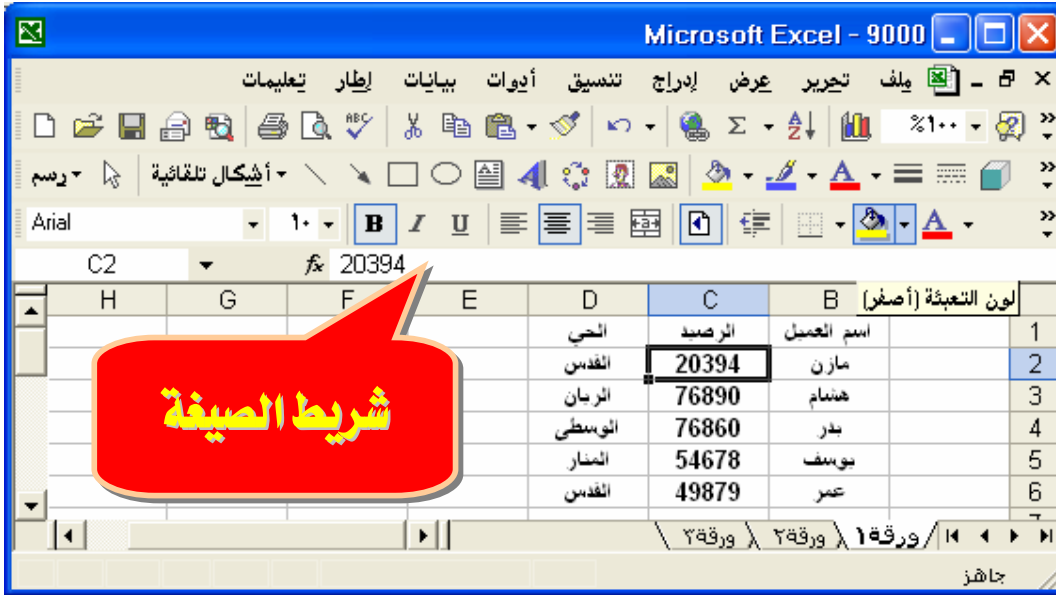 Microsoft Excel - 9000
ملف تحرير عرض إدراج تنسيق أدوات بيانات إطار تعليمات
ABC Σ A Z %١٠٠
رسم أشكال تلقائية A A
Arial ١٠ B I U a A
C2 fx 20394
لون التعبئة (أصفر)
B C D E F G H
1 اسم العميل الرصيد الحي
2 مازن 20394 القدس
3 هشام 76890 الريان
4 بدر 76860 الوسطى
5 يوسف 54678 المنار
6 عمر 49879 القدس
شريط الصيغة
ورقة١ ورقة٢ ورقة٣
جاهز